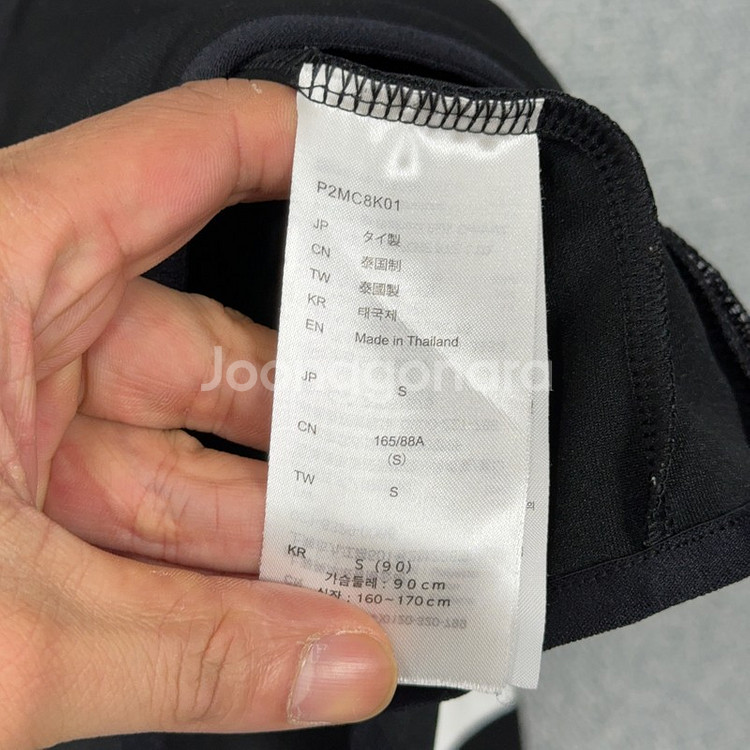 P2MC8K01
JP タイ製
CN 泰国制
TW 泰國製
KR 태국제
EN Made in Thailand
JP S
CN 165/88A
(S)
TW S
KR S (90)
가슴둘레 : 90cm
신장 : 160~170cm
CN
Joonggonara